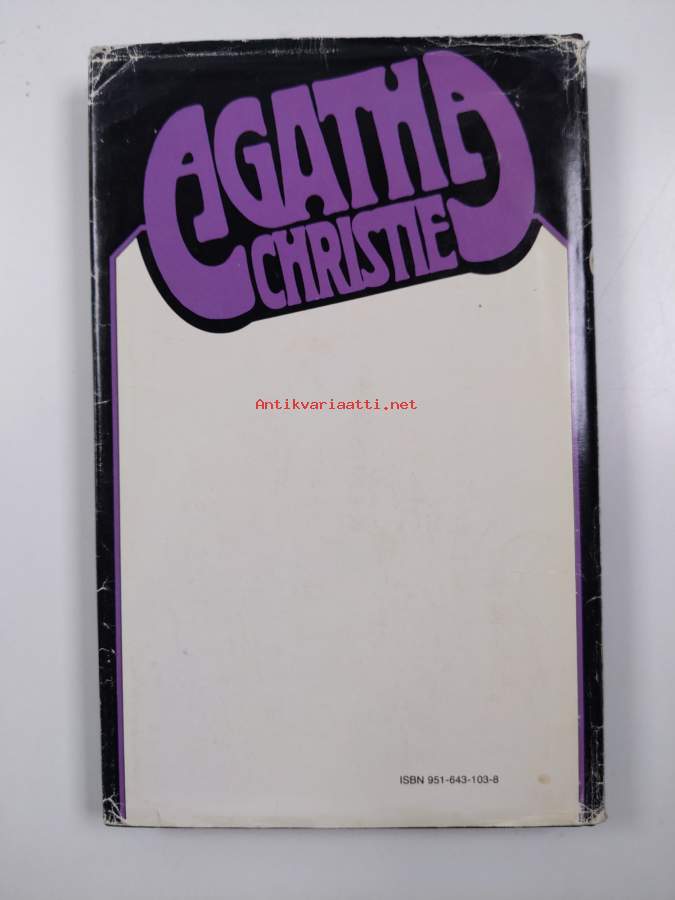 AGATHA
CHRISTIE
Antikvariaatti.net
ISBN 951-643-103-8